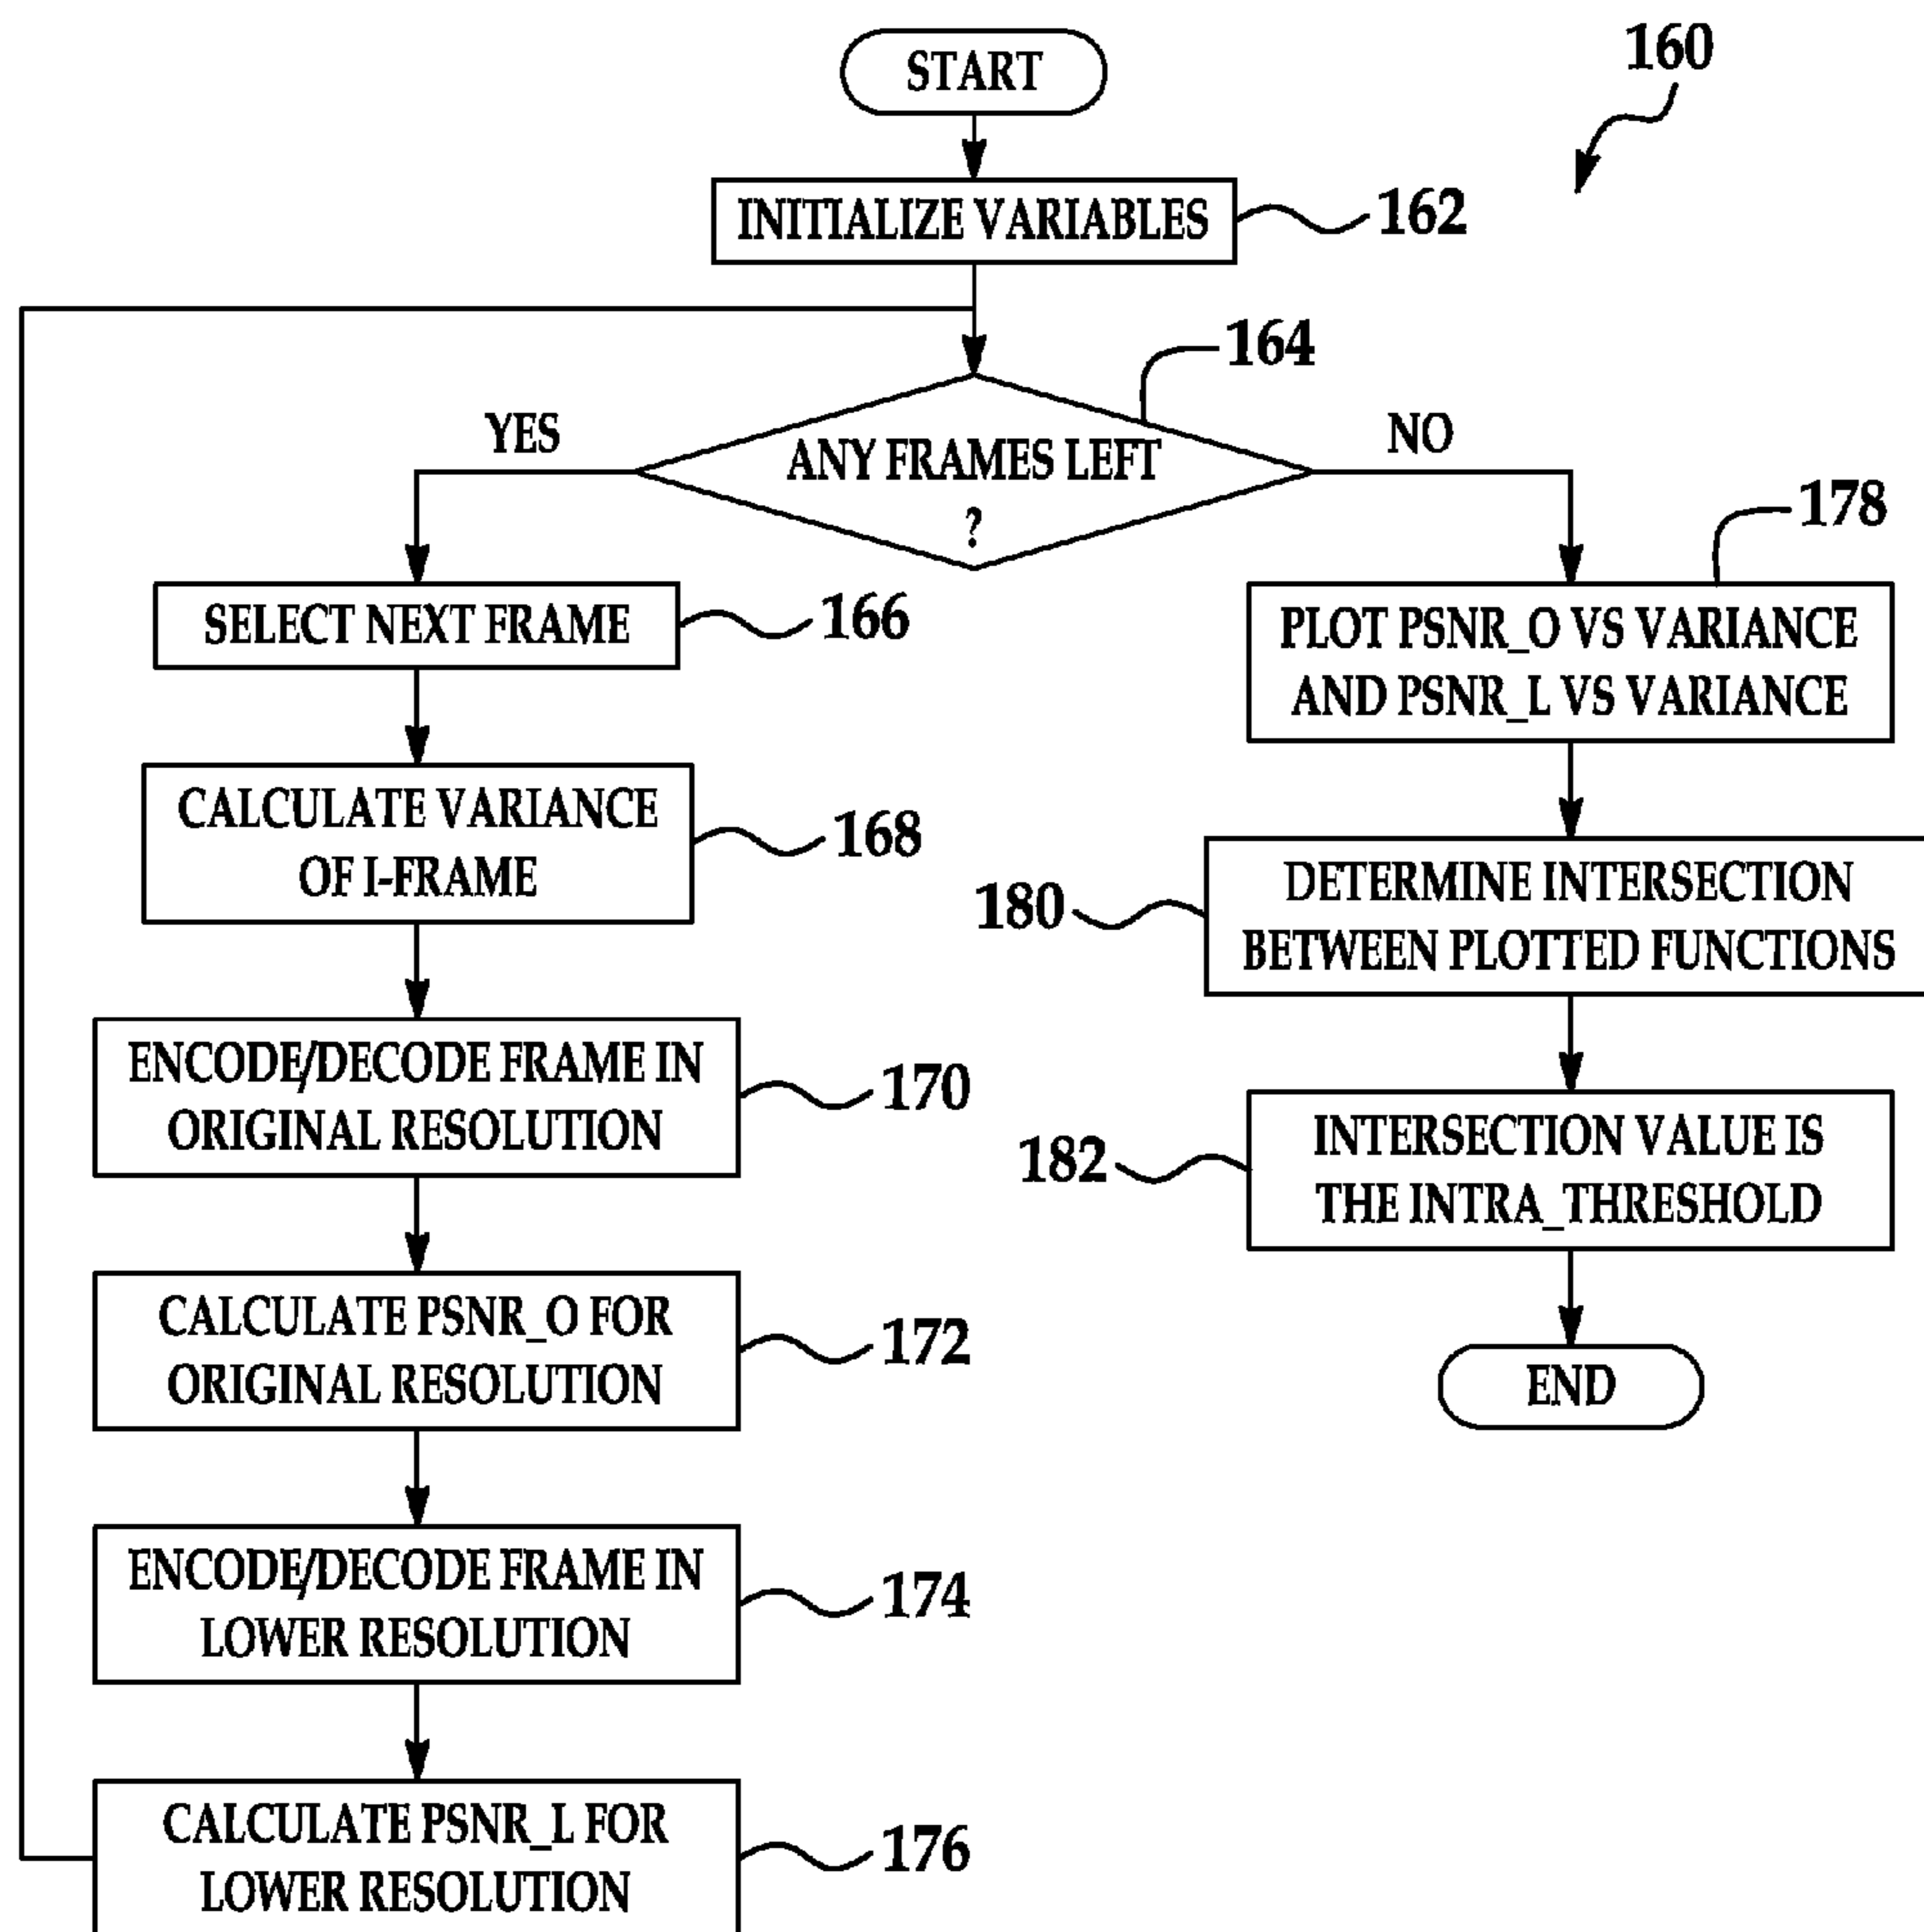 START
160
INITIALIZE VARIABLES
162
164
YES
ANY FRAMES LEFT
?
NO
178
SELECT NEXT FRAME
166
PLOT PSNR_O VS VARIANCE
AND PSNR_L VS VARIANCE
CALCULATE VARIANCE
OF I-FRAME
168
180
DETERMINE INTERSECTION
BETWEEN PLOTTED FUNCTIONS
ENCODE/DECODE FRAME IN
ORIGINAL RESOLUTION
170
182
INTERSECTION VALUE IS
THE INTRA_THRESHOLD
CALCULATE PSNR_O FOR
ORIGINAL RESOLUTION
172
END
ENCODE/DECODE FRAME IN
LOWER RESOLUTION
174
CALCULATE PSNR_L FOR
LOWER RESOLUTION
176